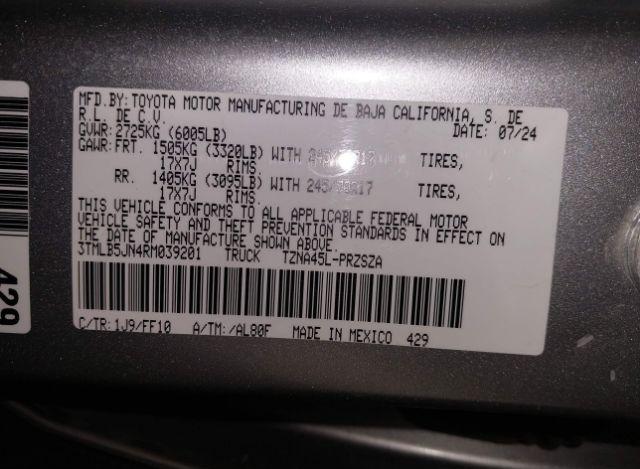 MFD.BY: TOYOTA MOTOR MANUFACTURING DE BAJA CALIFORNIA, S. DE
R.L. DE C.V. DATE: 07/24
GVWR: 2725KG (6005LB)
GAWR: FRT. 1505KG (3320LB) WITH TIRES,
17X7J RIMS.
RR. 1405KG (3095LB) WITH TIRES,
17X7J RIMS.
THIS VEHICLE CONFORMS TO ALL APPLICABLE FEDERAL MOTOR
VEHICLE SAFETY AND THEFT PREVENTION STANDARDS IN EFFECT ON
THE DATE OF MANUFACTURE SHOWN ABOVE.
3TMLB5JN4RM039201 TRUCK TZNA45L-PRZSZA
C/TR: 1J9/FF10 A/TM: /AL80F MADE IN MEXICO 429
429